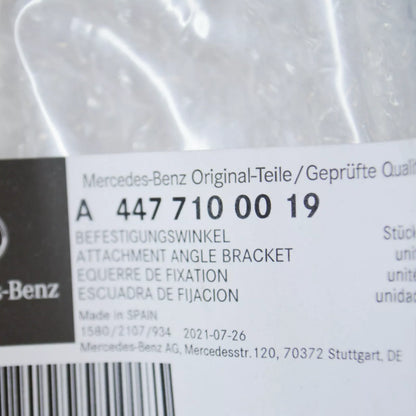 Mercedes-Benz Original-Teile/Geprüfte Qualit
A 447 710 00 19
BEFESTIGUNGSWINKEL Stück
ATTACHMENT ANGLE BRACKET unit
EQUERRE DE FIXATION unité
ESCUADRA DE FIJACION unidad
-Benz
Made in SPAIN
1580/2107/934 2021-07-26
Mercedes-Benz AG, Mercedesstr.120, 70372 Stuttgart, DE